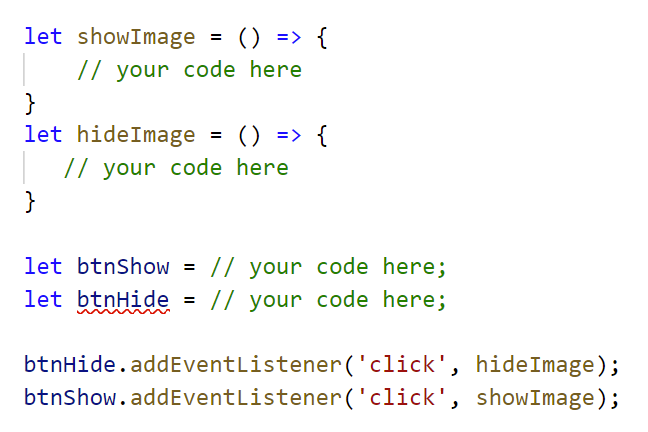 let showImage = () => {
    // your code here
}
let hideImage = () => {
   // your code here
}

let btnShow = // your code here;
let btnHide = // your code here;

btnHide.addEventListener('click', hideImage);
btnShow.addEventListener('click', showImage);